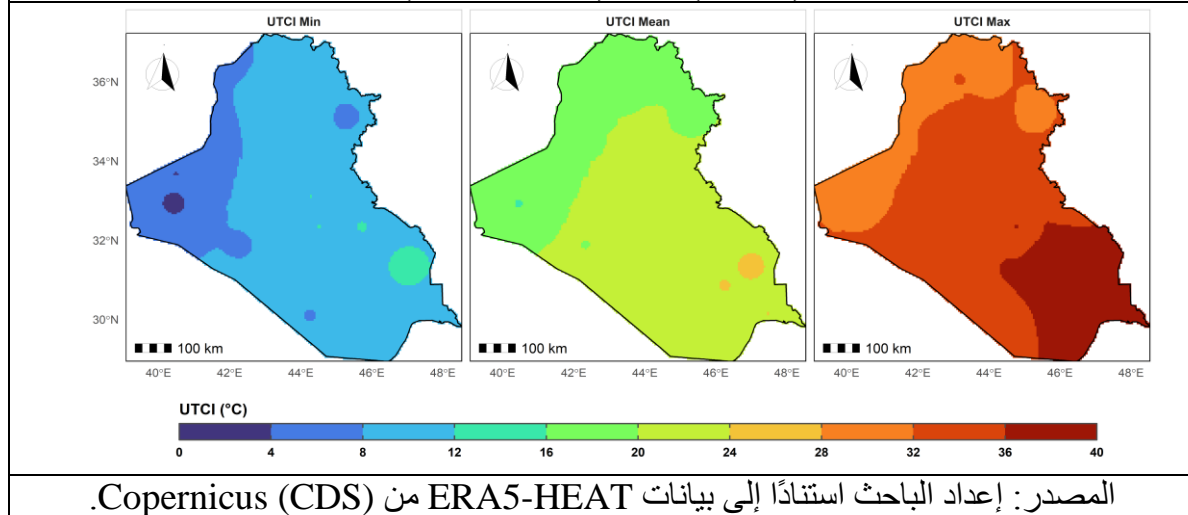 UTCI Min UTCI Mean UTCI Max
36°N
34°N
32°N
30°N
100 km 100 km 100 km
40°E 42°E 44°E 46°E 48°E 40°E 42°E 44°E 46°E 48°E 40°E 42°E 44°E 46°E 48°E
UTCI (°C)
0 4 8 12 16 20 24 28 32 36 40
المصدر: إعداد الباحث استنادًا إلى بيانات ERA5-HEAT من Copernicus (CDS).